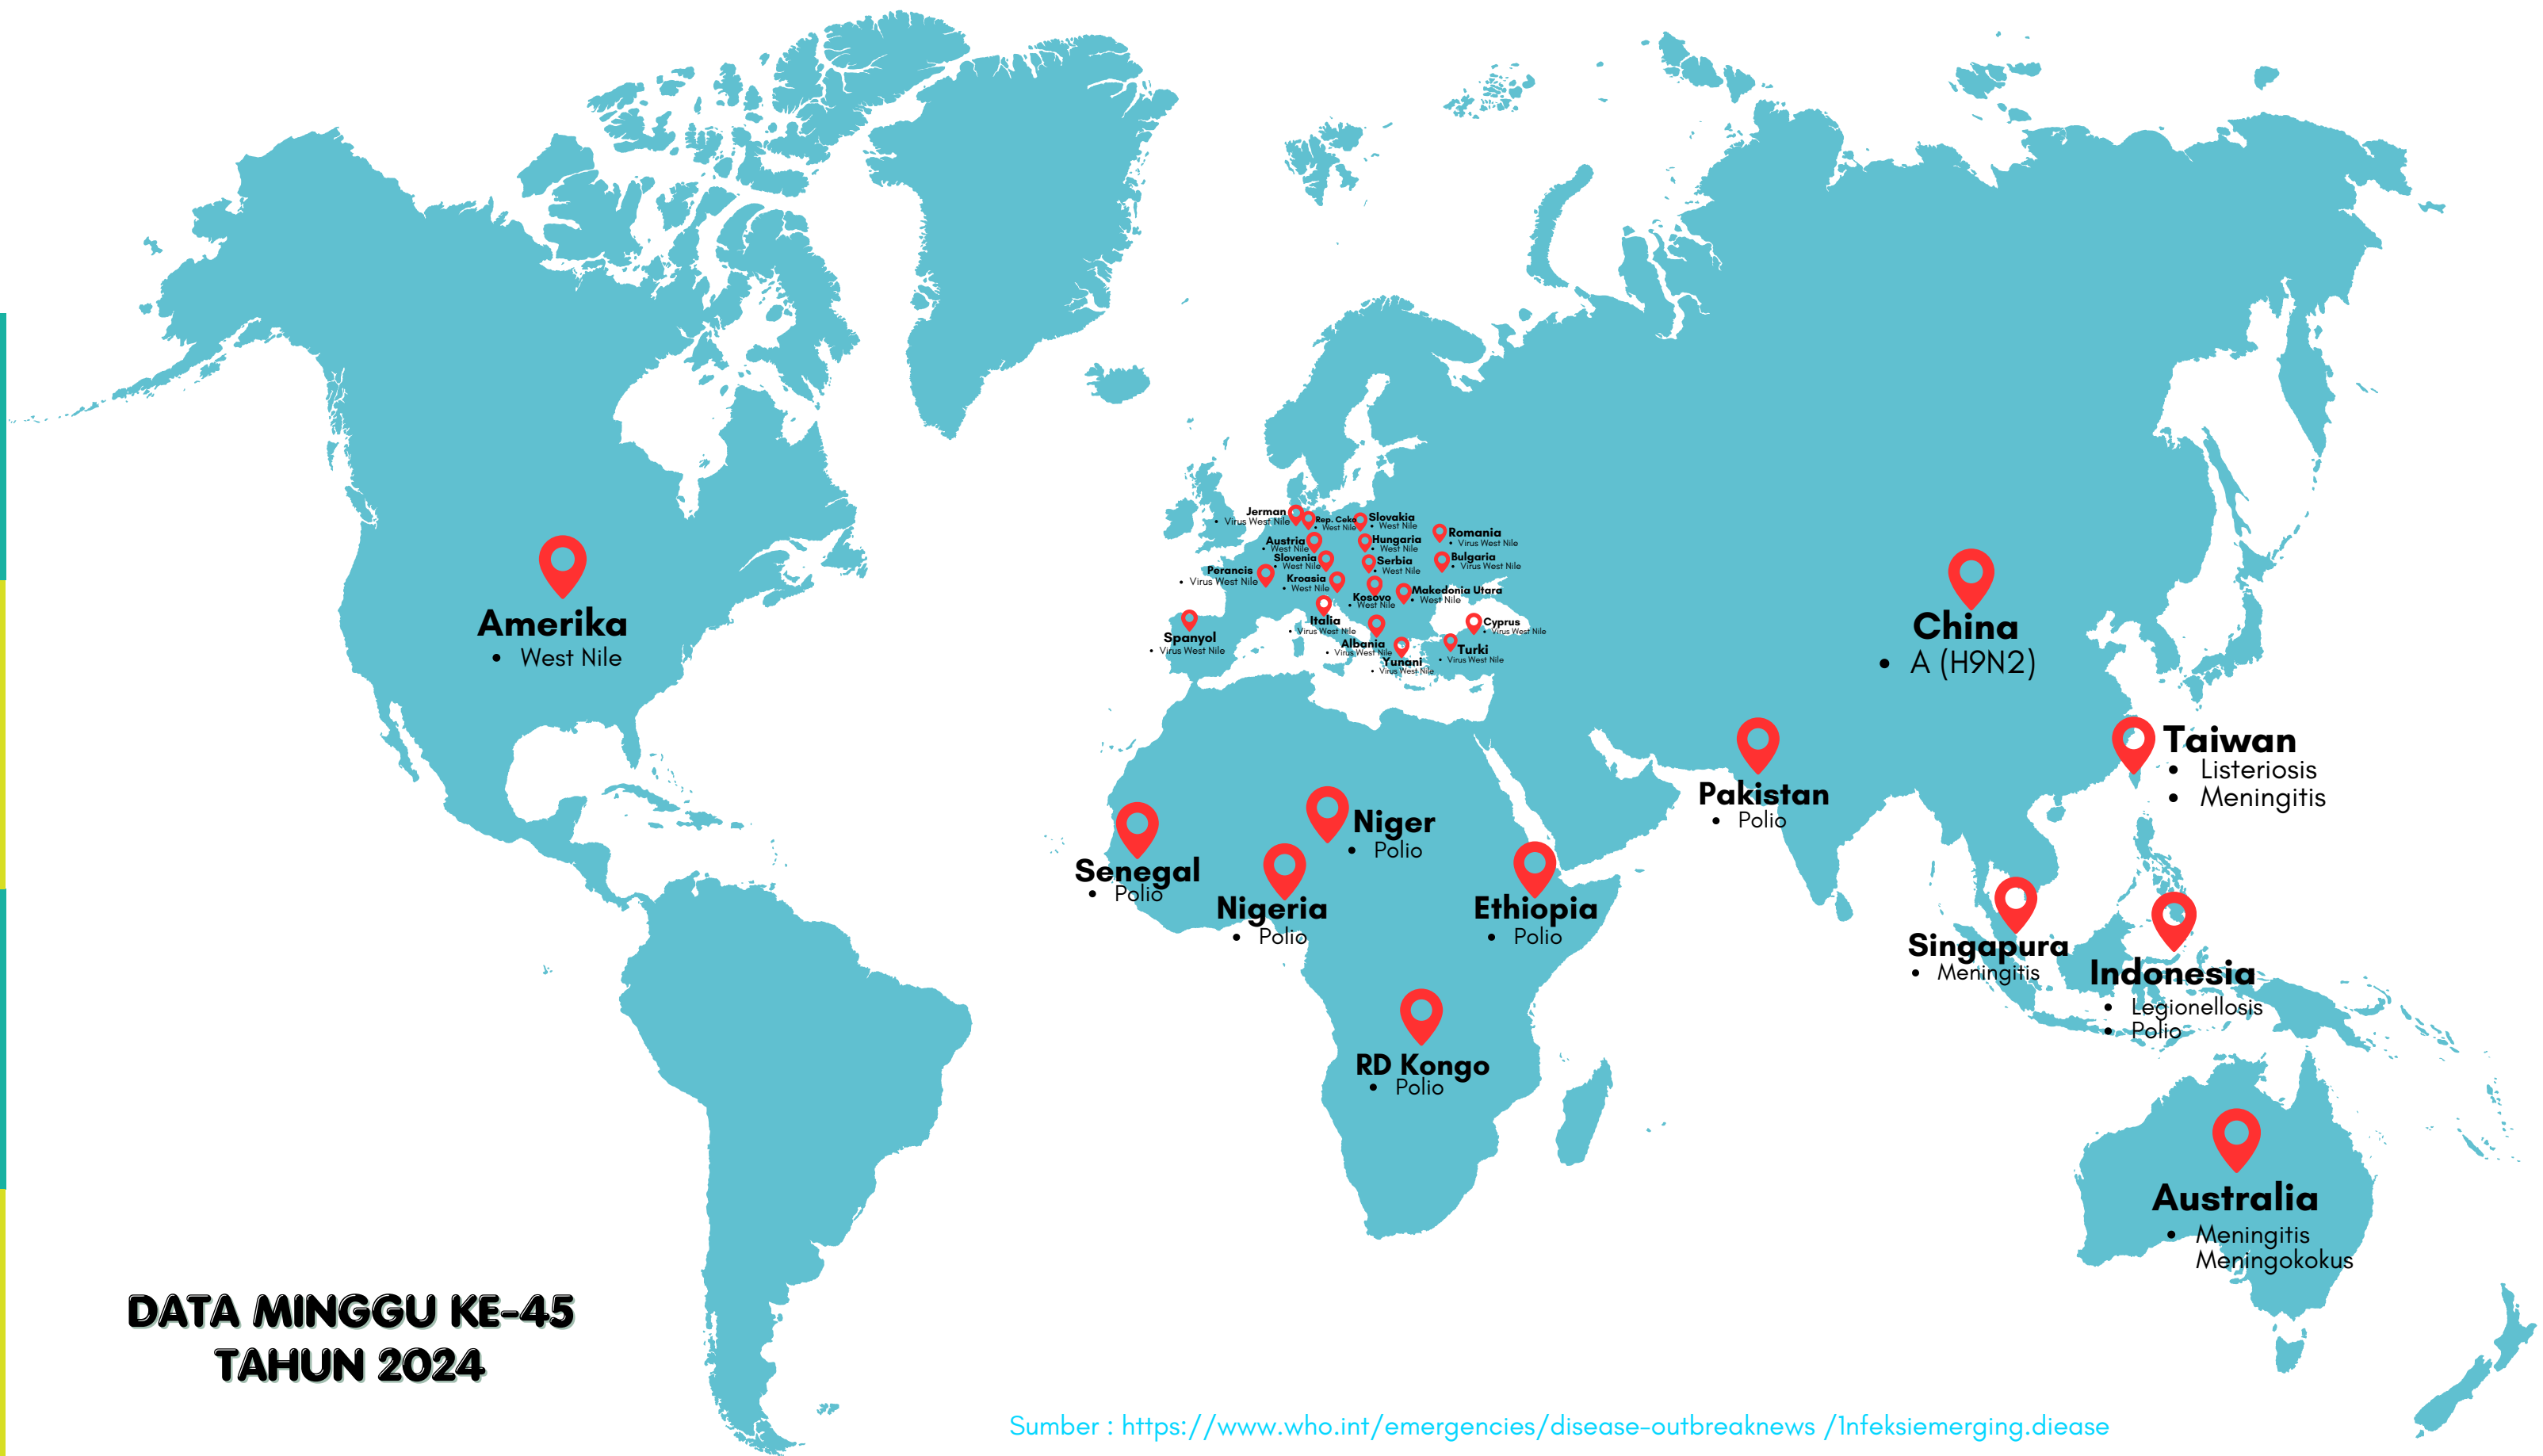 Jerman
• Virus West Nile
Rep. Ceko
• West Nile
Slovakia
• West Nile
Romania
• Virus West Nile
Austria
• West Nile
Hungaria
• West Nile
Slovenia
• West Nile
Serbia
• West Nile
Bulgaria
• Virus West Nile
Perancis
• Virus West Nile
Kroasia
• West Nile
Kosovo
• West Nile
Makedonia Utara
• West Nile
Italia
• Virus West Nile
Cyprus
• Virus West Nile
Spanyol
• Virus West Nile
Albania
• Virus West Nile
Turki
• Virus West Nile
Yunani
• Virus West Nile
Amerika
• West Nile
China
• A (H9N2)
Taiwan
• Listeriosis
• Meningitis
Pakistan
• Polio
Niger
• Polio
Senegal
• Polio
Nigeria
• Polio
Ethiopia
• Polio
Singapura
• Meningitis
Indonesia
• Legionellosis
• Polio
RD Kongo
• Polio
Australia
• Meningitis
Meningokokus
DATA MINGGU KE-45
TAHUN 2024
Sumber : https://www.who.int/emergencies/disease-outbreaknews /1nfeksiemerging.diease